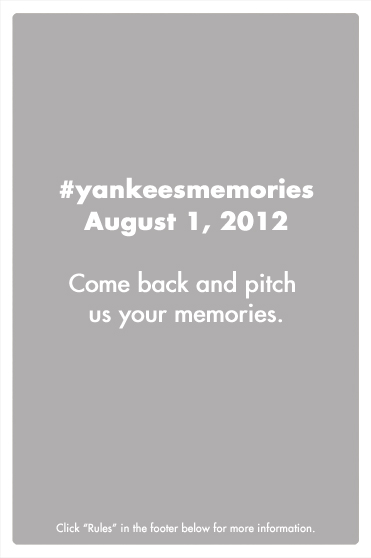 #yankeesmemories
August 1, 2012
Come back and pitch
us your memories.
Click “Rules” in the footer below for more information.